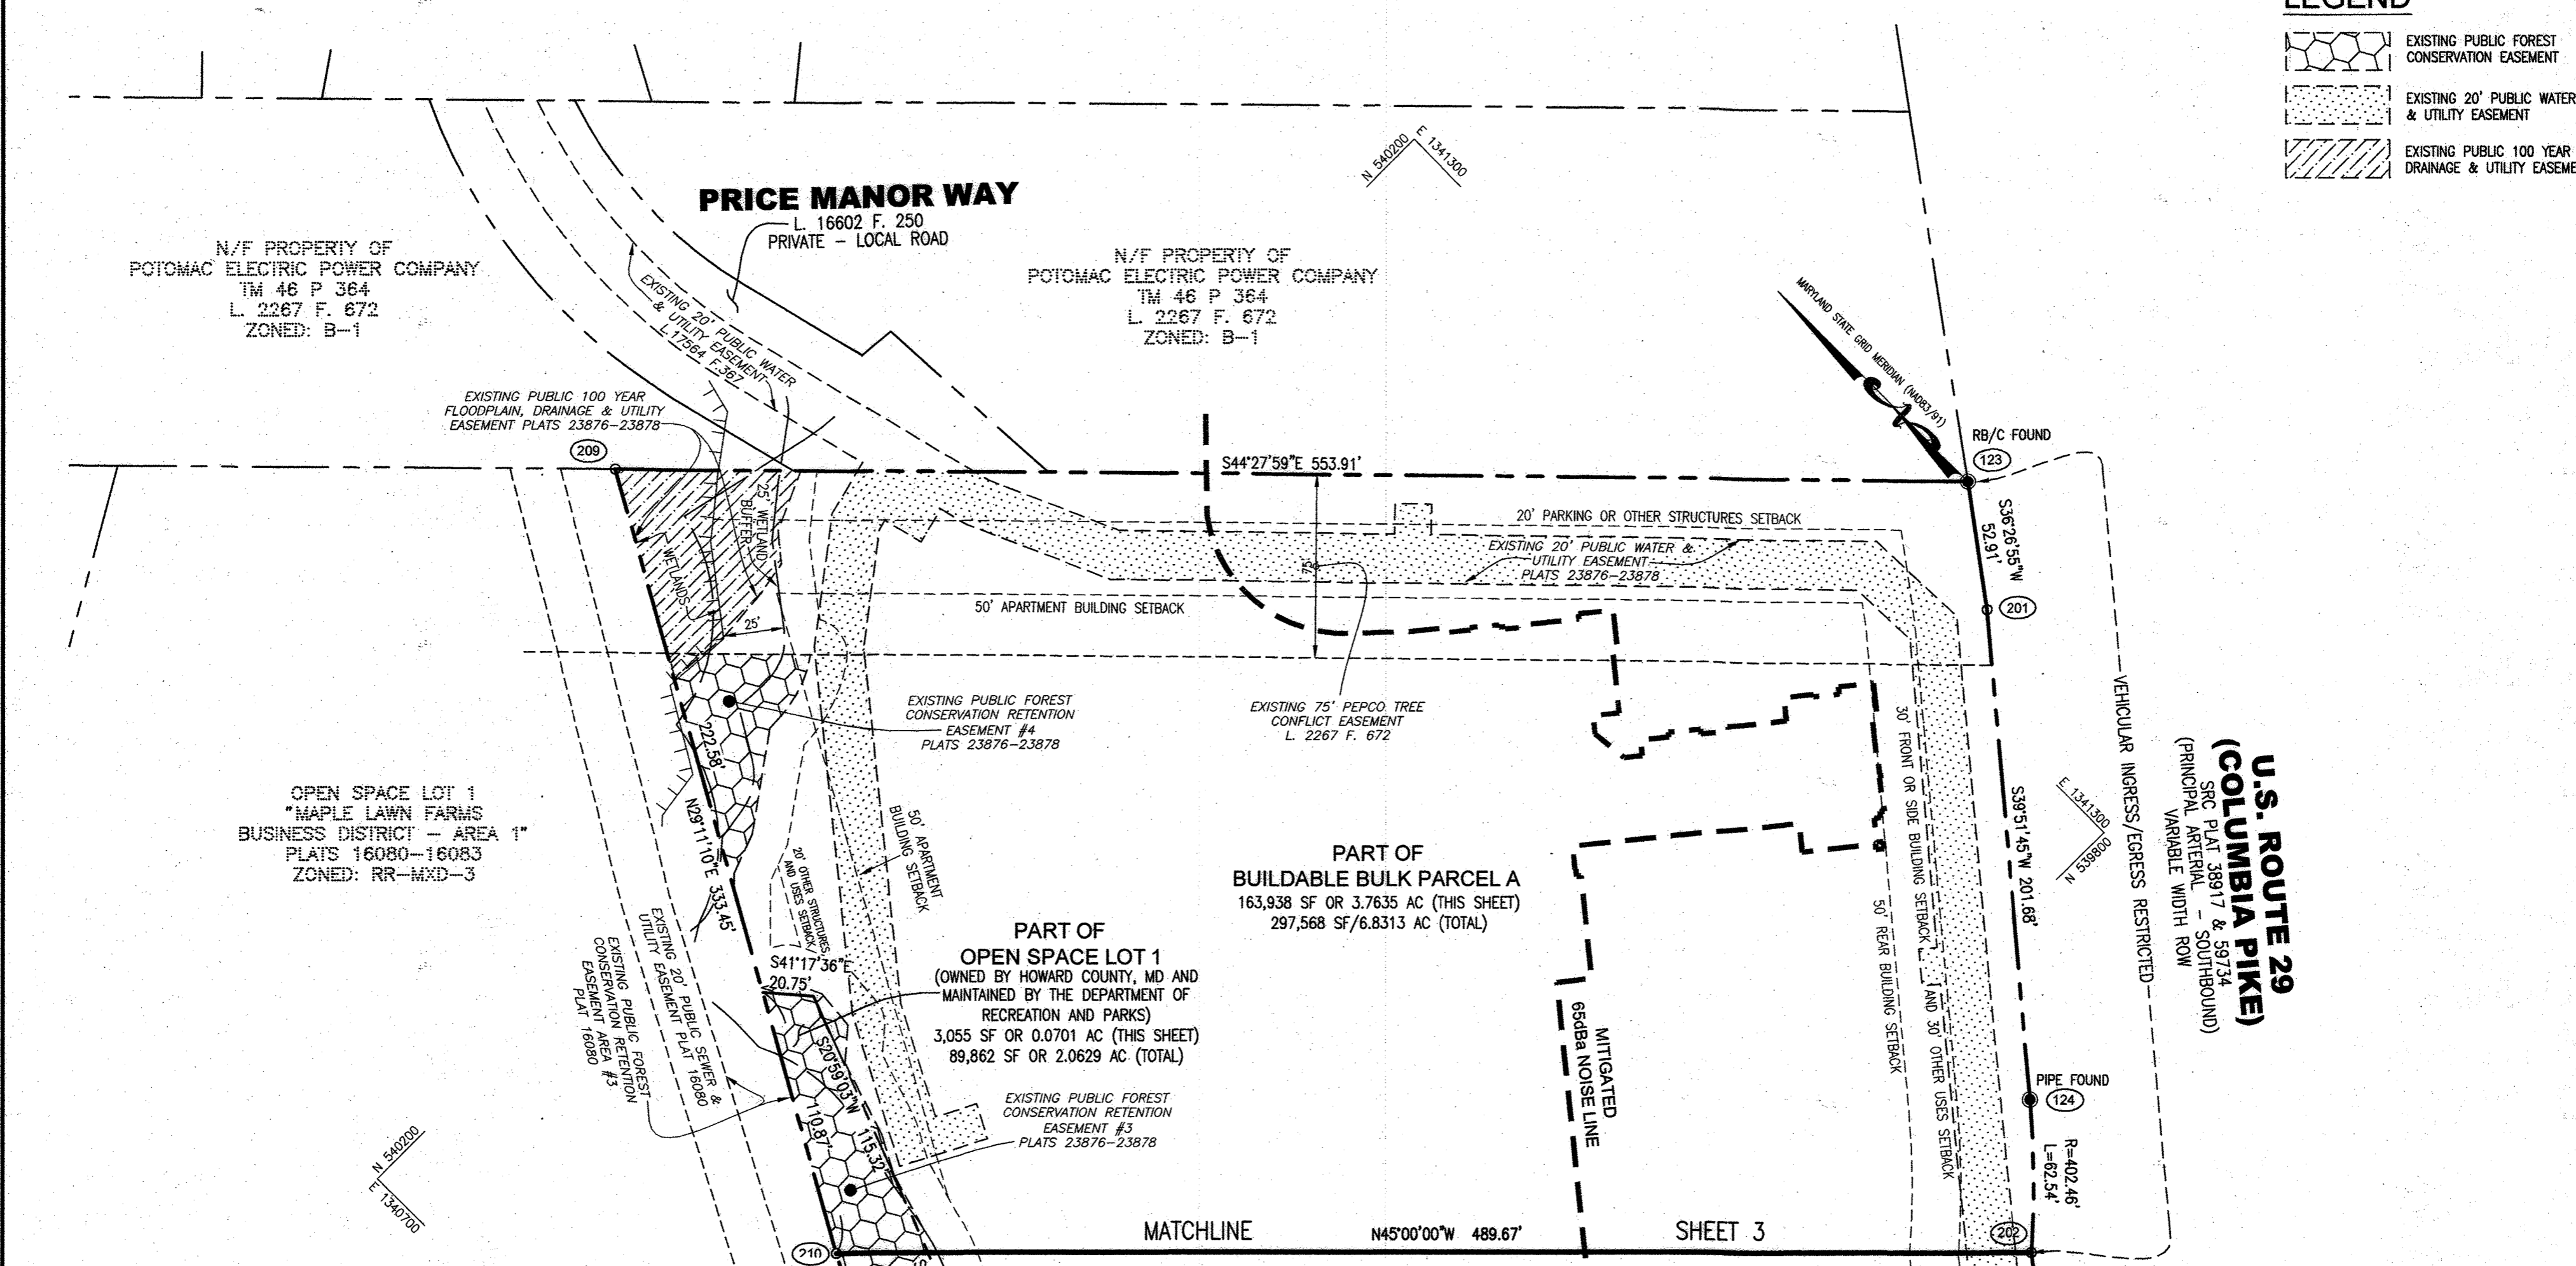 LEGEND
EXISTING PUBLIC FOREST
CONSERVATION EASEMENT
EXISTING 20' PUBLIC WATER
& UTILITY EASEMENT
EXISTING PUBLIC 100 YEAR
DRAINAGE & UTILITY
N 540200
E 1341300
PRICE MANOR WAY
L. 16602 F. 250
PRIVATE - LOCAL ROAD
N/F PROPERTY OF
POTOMAC ELECTRIC POWER COMPANY
TM 46 P 364
L. 2267 F. 672
ZONED: B-1
N/F PROPERTY OF
POTOMAC ELECTRIC POWER COMPANY
TM 46 P 364
L. 2267 F. 672
ZONED: B-1
EXISTING 20' PUBLIC WATER
& UTILITY EASEMENT
L.17564 F.367
MARYLAND STATE GRID MERIDIAN (NAD83/91)
EXISTING PUBLIC 100 YEAR
FLOODPLAIN, DRAINAGE & UTILITY
EASEMENT PLATS 23876-23878
209
S44°27'59"E 553.91'
RB/C FOUND
123
S36°26'55"W
52.91'
201
25' WETLAND
BUFFER
WETLANDS
25'
20' PARKING OR OTHER STRUCTURES SETBACK
EXISTING 20' PUBLIC WATER &
UTILITY EASEMENT
PLATS 23876-23878
75'
50' APARTMENT BUILDING SETBACK
EXISTING PUBLIC FOREST
CONSERVATION RETENTION
EASEMENT #4
PLATS 23876-23878
EXISTING 75' PEPCO TREE
CONFLICT EASEMENT
L. 2267 F. 672
222.58'
N29°11'10"E 333.45'
OPEN SPACE LOT 1
"MAPLE LAWN FARMS
BUSINESS DISTRICT - AREA 1"
PLATS 16080-16083
ZONED: RR-MXD-3
50' APARTMENT
BUILDING SETBACK
20' OTHER STRUCTURES
AND USES SETBACK
PART OF
BUILDABLE BULK PARCEL A
163,938 SF OR 3.7635 AC (THIS SHEET)
297,568 SF/6.8313 AC (TOTAL)
PART OF
OPEN SPACE LOT 1
(OWNED BY HOWARD COUNTY, MD AND
MAINTAINED BY THE DEPARTMENT OF
RECREATION AND PARKS)
3,055 SF OR 0.0701 AC (THIS SHEET)
89,862 SF OR 2.0629 AC (TOTAL)
S41°17'36"E
20.75'
S20°59'03"W
115.32'
110.87'
EXISTING PUBLIC FOREST
CONSERVATION RETENTION
EASEMENT #3
PLATS 23876-23878
EXISTING 20' PUBLIC SEWER &
UTILITY EASEMENT PLAT 16080
EXISTING PUBLIC FOREST
CONSERVATION RETENTION
EASEMENT AREA #3
PLAT 16080
MITIGATED
65dBa NOISE LINE
30' FRONT OR SIDE BUILDING SETBACK AND 30' OTHER USES SETBACK
50' REAR BUILDING SETBACK
S39°51'45"W 201.68'
VEHICULAR INGRESS/EGRESS RESTRICTED
E 1341300
N 539800
U.S. ROUTE 29
(COLUMBIA PIKE)
SRC PLAT 38917 & 59734
(PRINCIPAL ARTERIAL - SOUTHBOUND)
VARIABLE WIDTH ROW
PIPE FOUND
124
R=402.46'
L=62.54'
202
N 540200
E 1340700
210
MATCHLINE
N45°00'00"W 489.67'
SHEET 3